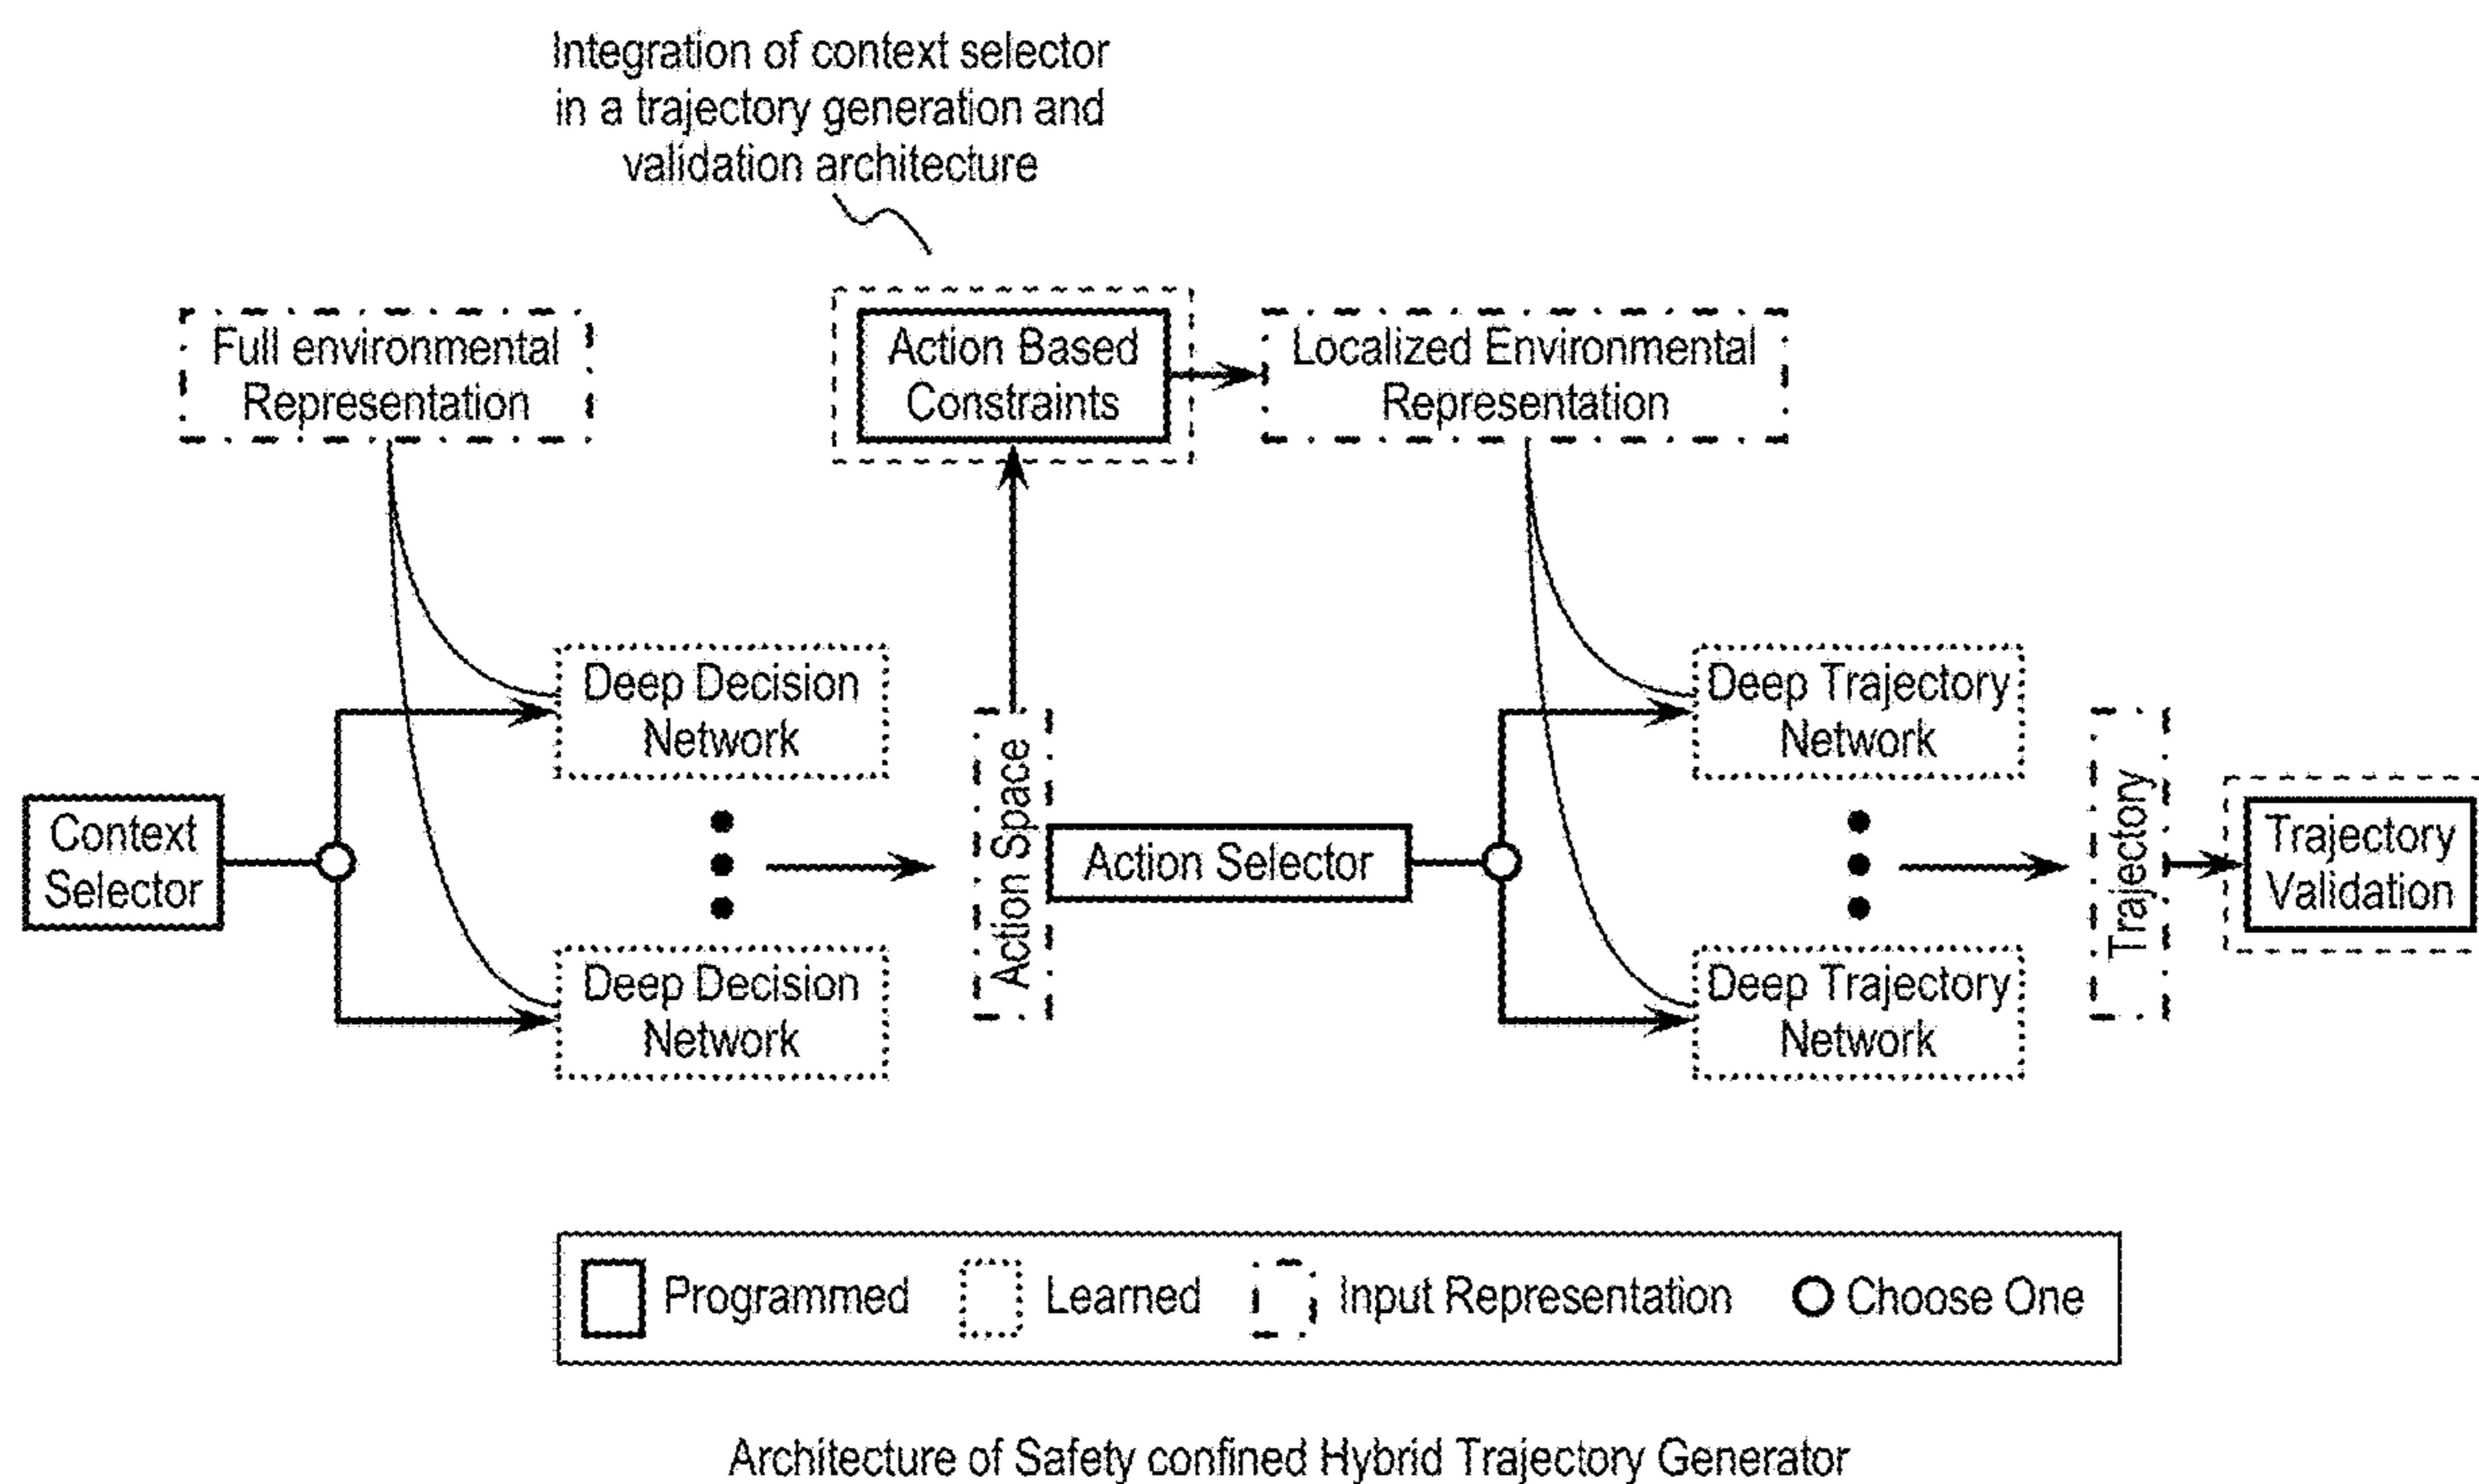 Integration of context selector
in a trajectory generation and
validation architecture
Full environmental
Representation
Action Based
Constraints
Localized Environmental
Representation
Context
Selector
Deep Decision
Network
Deep Decision
Network
Action Space
Action Selector
Deep Trajectory
Network
Deep Trajectory
Network
Trajectory
Trajectory
Validation
Programmed
Learned
Input Representation
Choose One
Architecture of Safety confined Hybrid Trajectory Generator